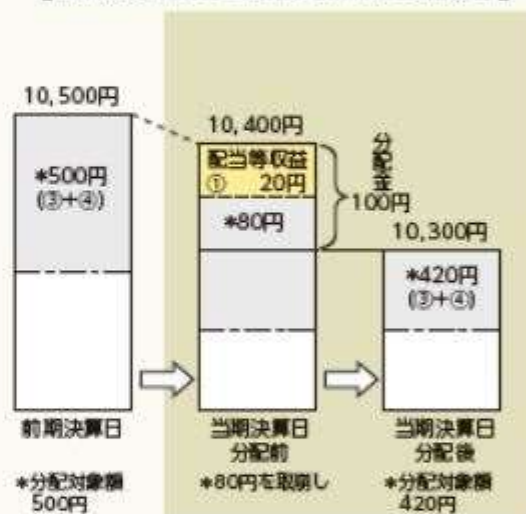 10,500円
*500円
(③+④)
前期決算日
*分配対象額
500円
10,400円
配当等収益
① 20円
*80円
分配金
100円
当期決算日
分配前
*80円を取崩し
10,300円
*420円
(③+④)
当期決算日
分配後
*分配対象額
420円